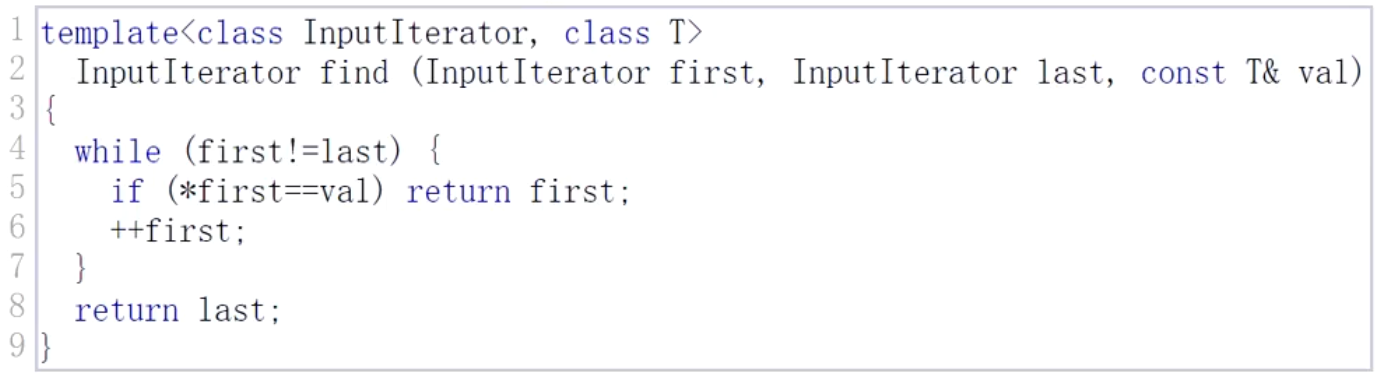 1 template<class InputIterator, class T>
2   InputIterator find (InputIterator first, InputIterator last, const T& val)
3 {
4   while (first!=last) {
5     if (*first==val) return first;
6     ++first;
7   }
8   return last;
9 }